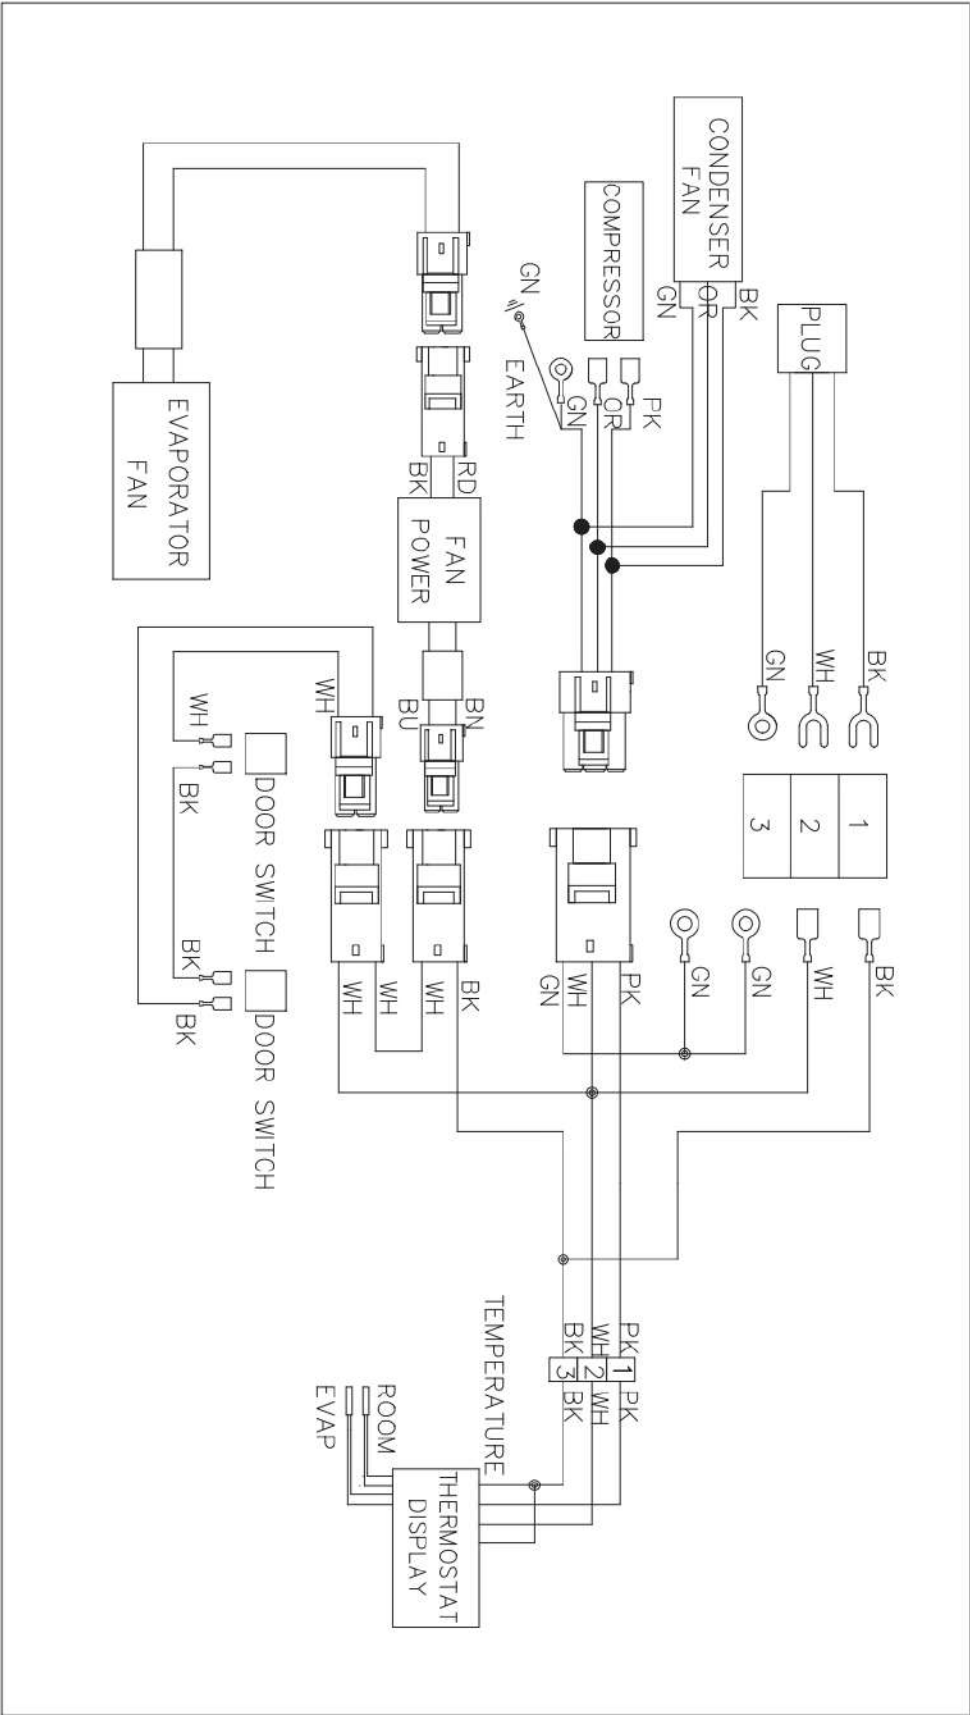 PLUG
BK
WH
GN
1
2
3
BK
WH
GN
GN
CONDENSER
FAN
BK
OR
GN
COMPRESSOR
PK
OR
GN
GN
EARTH
PK
WH
GN
PK
WH
BK
1
2
3
PK
WH
BK
RD
BK
FAN
POWER
BN
BU
BK
WH
WH
WH
TEMPERATURE
THERMOSTAT
DISPLAY
ROOM
EVAP
EVAPORATOR
FAN
WH
WH
BK
DOOR SWITCH
BK
BK
DOOR SWITCH